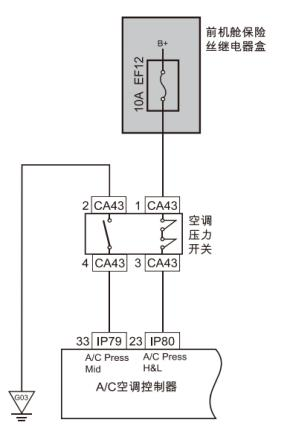 前机舱保险
丝继电器盒
B+
10A EF12
2 CA43 1 CA43
空调
压力
开关
4 CA43 3 CA43
33 IP79 23 IP80
A/C Press Mid
A/C Press H&L
A/C空调控制器
G03